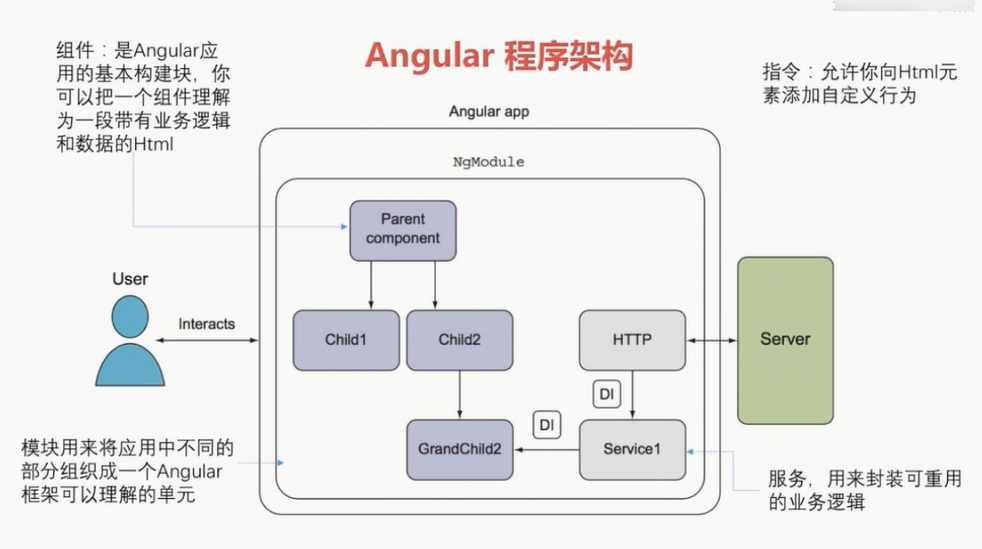 Angular 程序架构
组件：是Angular应
用的基本构建块，你
可以把一个组件理解
为一段带有业务逻辑
和数据的Html
指令：允许你向Html元
素添加自定义行为
Angular app
NgModule
Parent
component
User
Interacts
Child1
Child2
HTTP
Server
DI
DI
GrandChild2
Service1
模块用来将应用中不同的
部分组织成一个Angular
框架可以理解的单元
服务，用来封装可重用
的业务逻辑